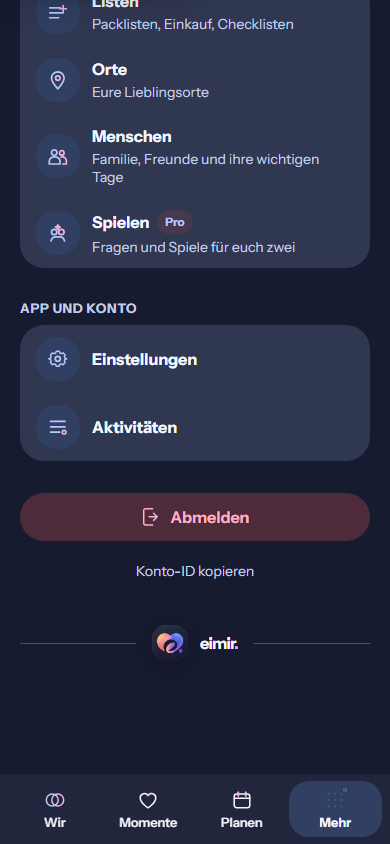 Listen
Packlisten, Einkauf, Checklisten
Orte
Eure Lieblingsorte
Menschen
Familie, Freunde und ihre wichtigen
Tage
Spielen Pro
Fragen und Spiele für euch zwei
APP UND KONTO
Einstellungen
Aktivitäten
Abmelden
Konto-ID kopieren
eimir.
Wir Momente Planen Mehr